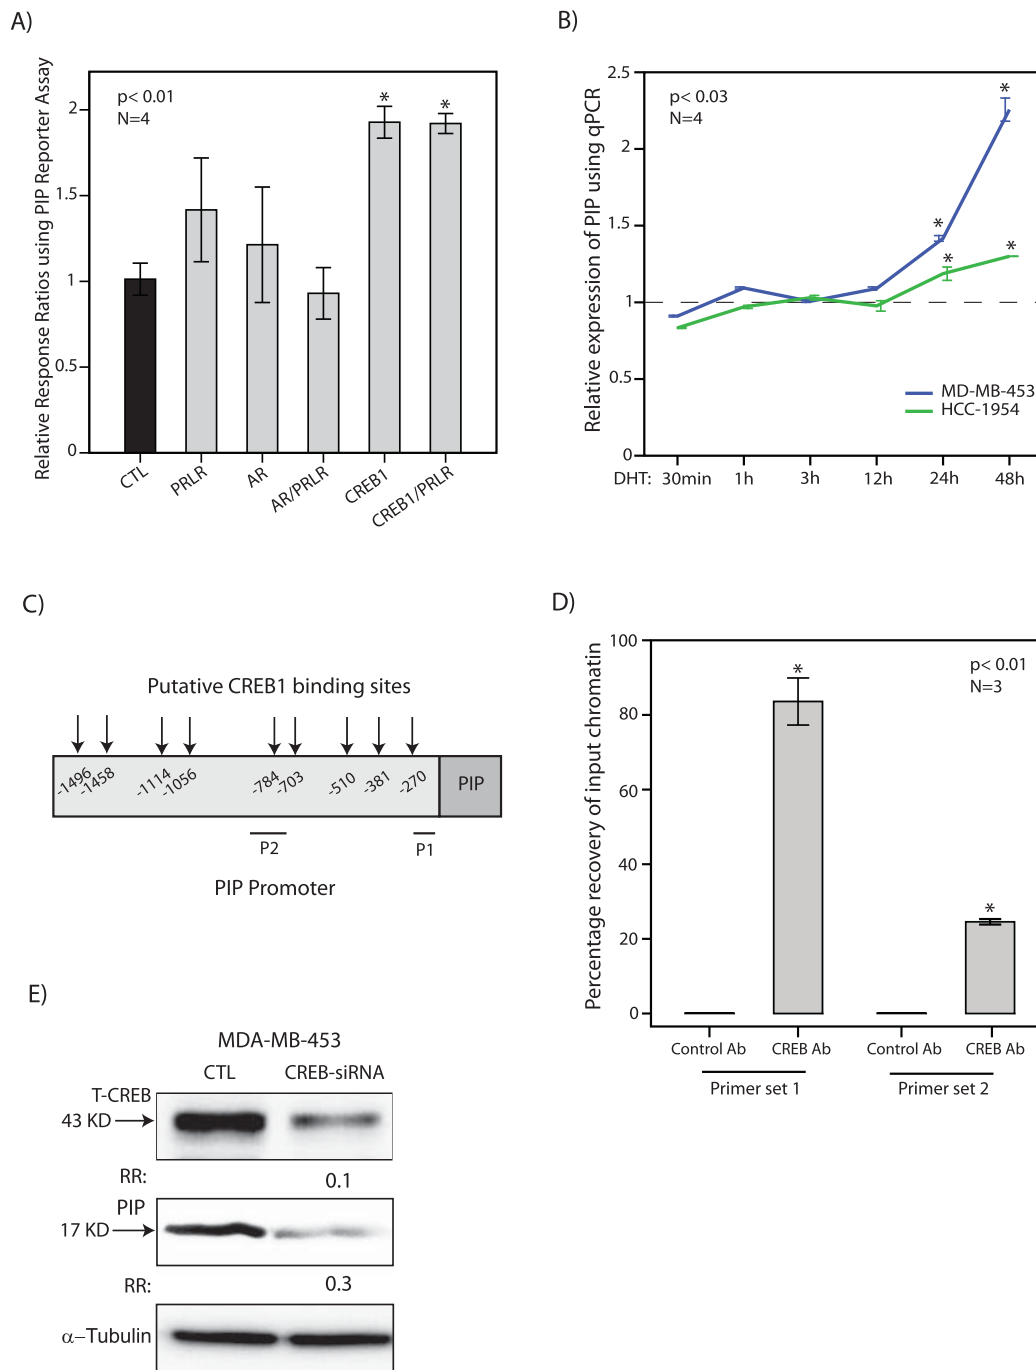 A)
Relative Response Ratios using PIP Reporter Assay
p< 0.01
N=4
2
1.5
1
0.5
0
CTL
PRLR
AR
AR/PRLR
CREB1
CREB1/PRLR
*
*
B)
Relative expression of PIP using qPCR
p< 0.03
N=4
2.5
2
1.5
1
0.5
0
*
*
*
*
MD-MB-453
HCC-1954
DHT: 30min 1h 3h 12h 24h 48h
C)
Putative CREB1 binding sites
-1496 -1458 -1114 -1056 -784 -703 -510 -381 -270 PIP
P2 P1
PIP Promoter
D)
Percentage recovery of input chromatin
100
80
60
40
20
0
p< 0.01
N=3
*
*
Control Ab CREB Ab Control Ab CREB Ab
Primer set 1 Primer set 2
E)
MDA-MB-453
CTL CREB-siRNA
T-CREB
43 KD
RR: 0.1
PIP
17 KD
RR: 0.3
α−Tubulin